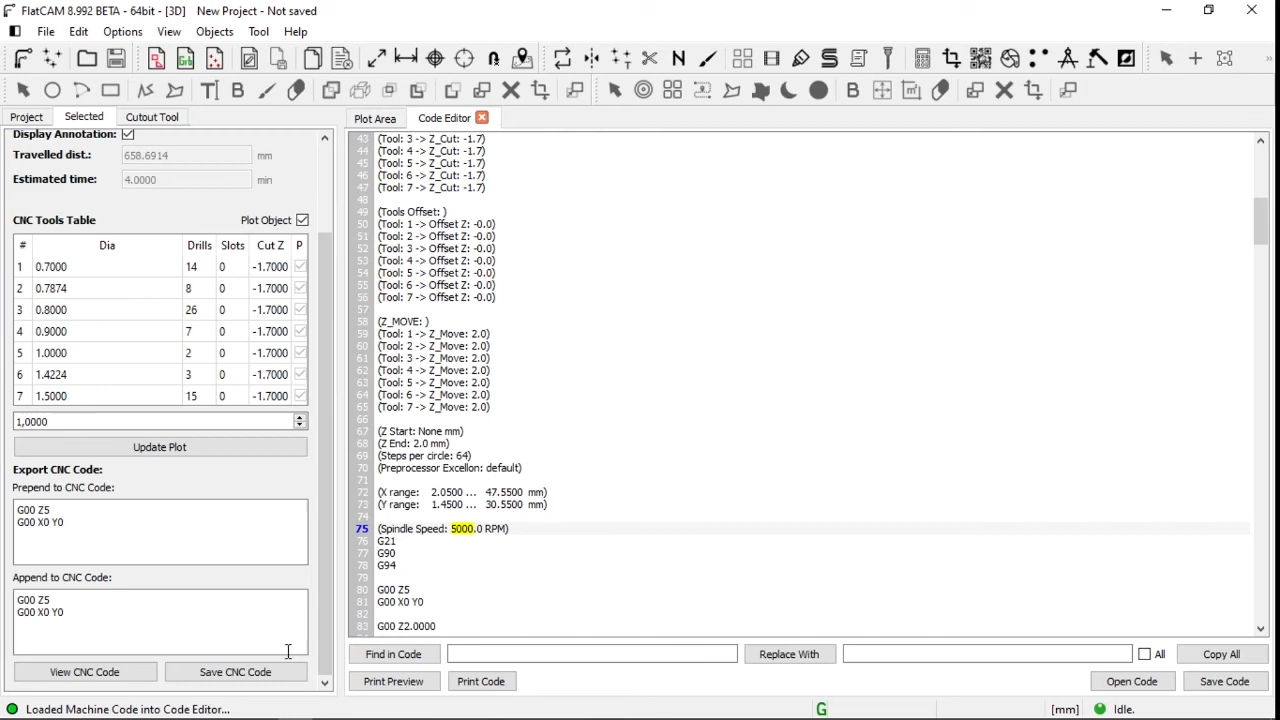 FlatCAM 8.992 BETA - 64bit - [3D]    New Project - Not saved
File Edit Options View Objects Tool Help
Project Selected Cutout Tool
Display Annotation:
Travelled dist.: 658.6914 mm
Estimated time: 4.0000 min
CNC Tools Table Plot Object
# Dia Drills Slots Cut Z P
1 0.7000 14 0 -1.7000
2 0.7874 8 0 -1.7000
3 0.8000 26 0 -1.7000
4 0.9000 7 0 -1.7000
5 1.0000 2 0 -1.7000
6 1.4224 3 0 -1.7000
7 1.5000 15 0 -1.7000
1,0000
Update Plot
Export CNC Code:
Prepend to CNC Code:
G00 Z5
G00 X0 Y0
Append to CNC Code:
G00 Z5
G00 X0 Y0
View CNC Code Save CNC Code
Plot Area Code Editor
43 (Tool: 3 -> Z_Cut: -1.7)
44 (Tool: 4 -> Z_Cut: -1.7)
45 (Tool: 5 -> Z_Cut: -1.7)
46 (Tool: 6 -> Z_Cut: -1.7)
47 (Tool: 7 -> Z_Cut: -1.7)
48
49 (Tools Offset: )
50 (Tool: 1 -> Offset Z: -0.0)
51 (Tool: 2 -> Offset Z: -0.0)
52 (Tool: 3 -> Offset Z: -0.0)
53 (Tool: 4 -> Offset Z: -0.0)
54 (Tool: 5 -> Offset Z: -0.0)
55 (Tool: 6 -> Offset Z: -0.0)
56 (Tool: 7 -> Offset Z: -0.0)
57
58 (Z_MOVE: )
59 (Tool: 1 -> Z_Move: 2.0)
60 (Tool: 2 -> Z_Move: 2.0)
61 (Tool: 3 -> Z_Move: 2.0)
62 (Tool: 4 -> Z_Move: 2.0)
63 (Tool: 5 -> Z_Move: 2.0)
64 (Tool: 6 -> Z_Move: 2.0)
65 (Tool: 7 -> Z_Move: 2.0)
66
67 (Z Start: None mm)
68 (Z End: 2.0 mm)
69 (Steps per circle: 64)
70 (Preprocessor Excellon: default)
71
72 (X range: 2.0500 ... 47.5500 mm)
73 (Y range: 1.4500 ... 30.5500 mm)
74
75 (Spindle Speed: 5000.0 RPM)
76 G21
77 G90
78 G94
79
80 G00 Z5
81 G00 X0 Y0
82
83 G00 Z2.0000
Find in Code Replace With All Copy All
Print Preview Print Code Open Code Save Code
Loaded Machine Code into Code Editor... G [mm] Idle.